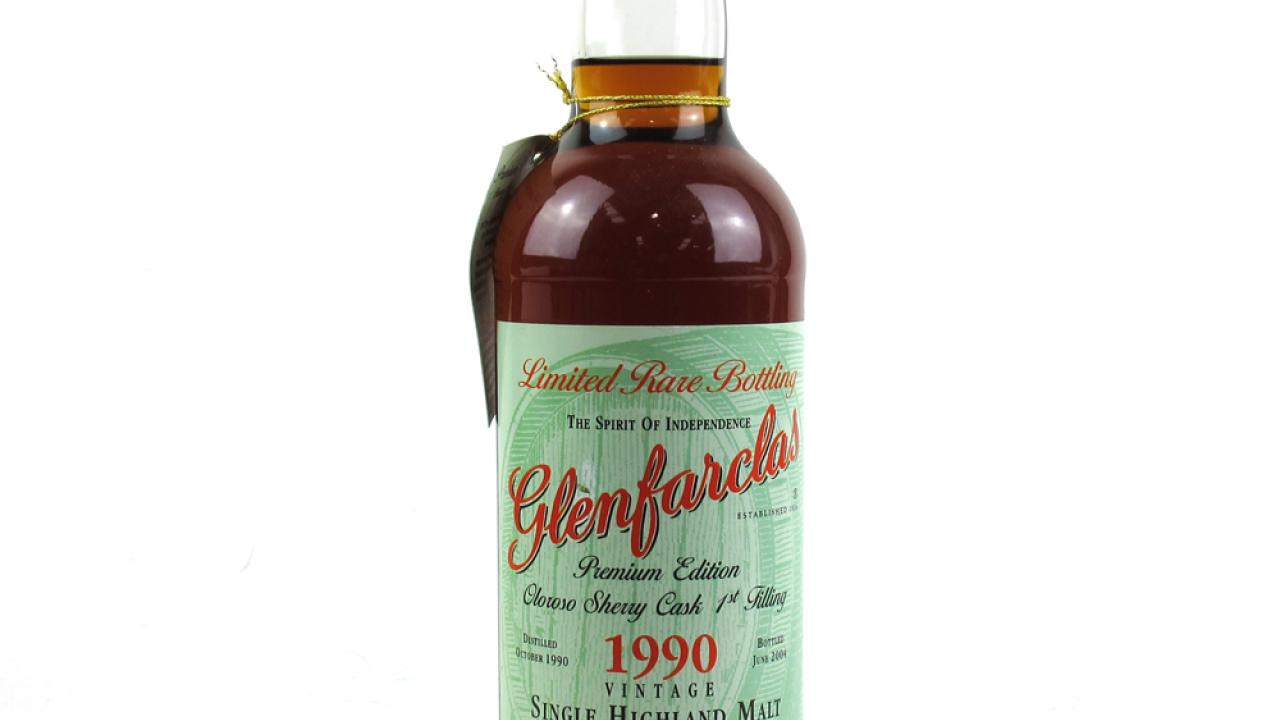 Limited Rare Bottling
The Spirit Of Independence
Glenfarclas
®
ESTABLISHED
Premium Edition
Oloroso Sherry Cask 1st Filling
Distilled
October 1990
1990
Bottled
June 2004
VINTAGE
Single Highland Malt